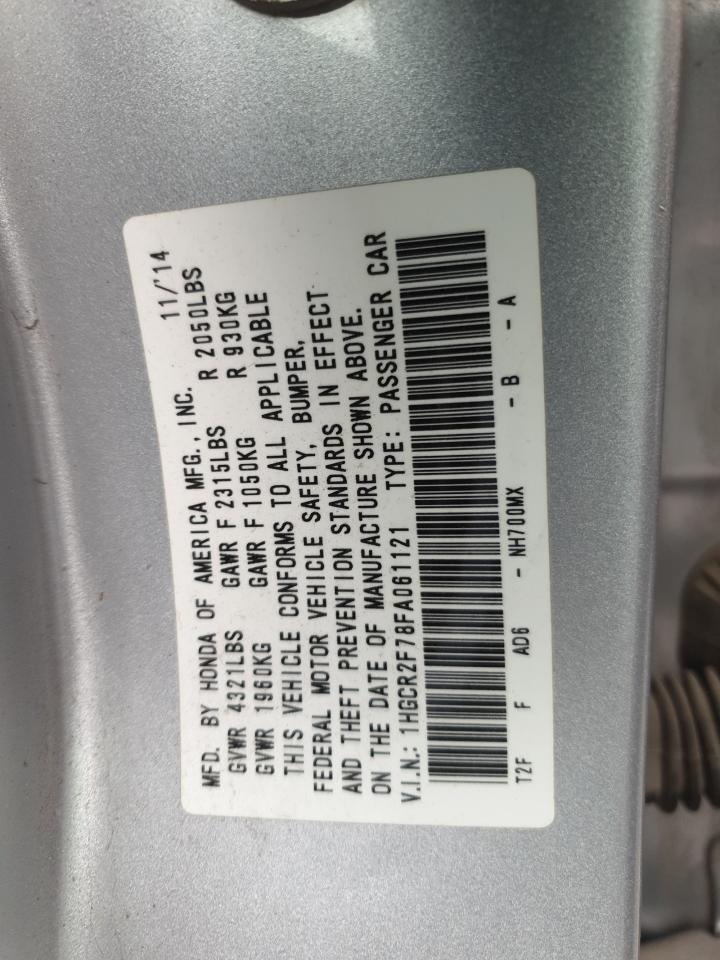 MFD. BY HONDA OF AMERICA MFG., INC. 11/'14
GVWR 4321LBS GAWR F 2315LBS R 2050LBS
GVWR 1960KG GAWR F 1050KG R 930KG
THIS VEHICLE CONFORMS TO ALL APPLICABLE
FEDERAL MOTOR VEHICLE SAFETY, BUMPER,
AND THEFT PREVENTION STANDARDS IN EFFECT
ON THE DATE OF MANUFACTURE SHOWN ABOVE.
V.I.N.: 1HGCR2F78FA061121 TYPE: PASSENGER CAR
T2F F AD6 - NH700MX - B - A